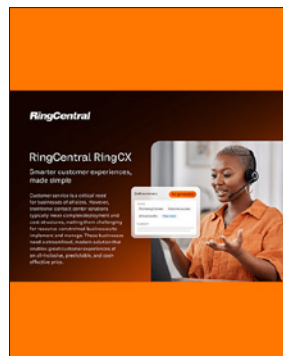 RingCentral
RingCentral RingCX
Smarter customer experiences,
made simple
Customer service is a critical need
for businesses of all sizes. However,
traditional contact center solutions
typically mean complex deployment and
cost structures, making them challenging
for resource-constrained businesses to
implement and manage. These businesses
need a streamlined, modern solution that
enables great customer experiences at
an all-inclusive, predictable, and cost-
effective price.